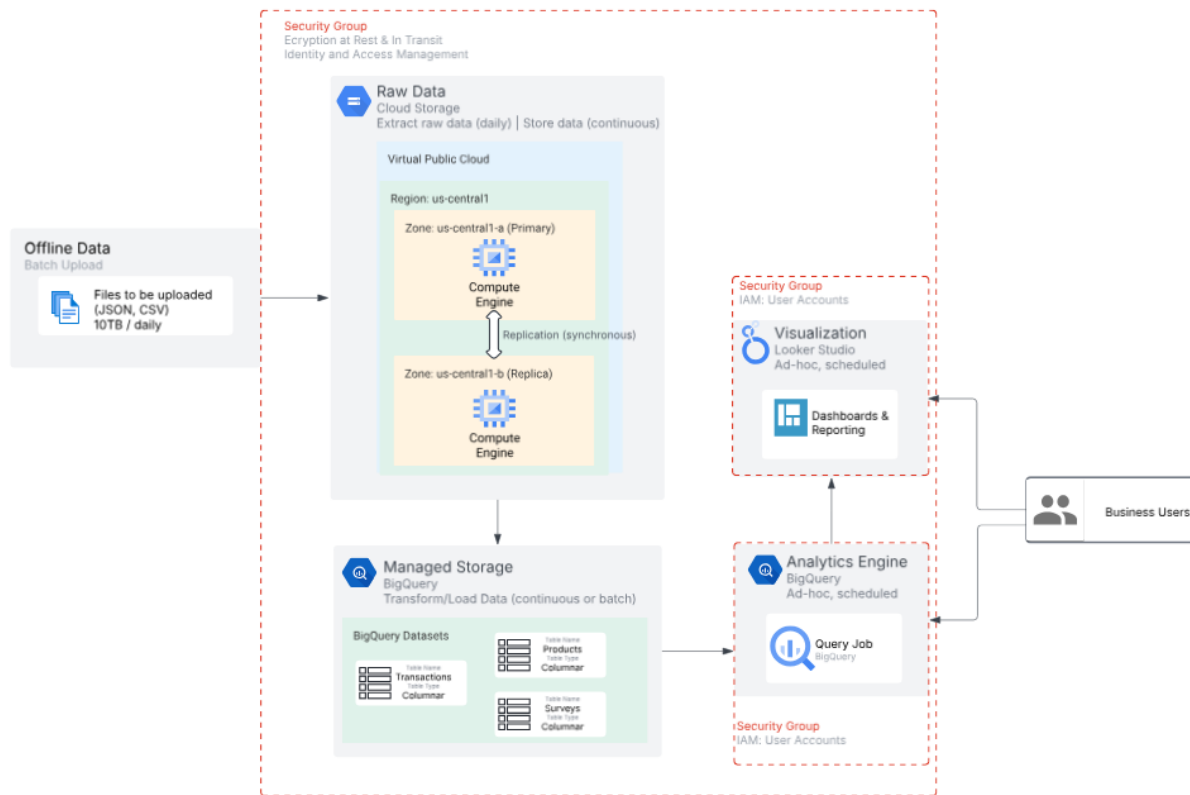 Security Group
Ecryption at Rest & In Transit
Identity and Access Management
Raw Data
Cloud Storage
Extract raw data (daily) | Store data (continuous)
Virtual Public Cloud
Region: us-central1
Zone: us-central1-a (Primary)
Compute
Engine
Replication (synchronous)
Zone: us-central1-b (Replica)
Compute
Engine
Offline Data
Batch Upload
Files to be uploaded
(JSON, CSV)
10TB / daily
Managed Storage
BigQuery
Transform/Load Data (continuous or batch)
BigQuery Datasets
Table Name
Transactions
Table Type
Columnar
Table Name
Products
Table Type
Columnar
Table Name
Surveys
Table Type
Columnar
Security Group
IAM: User Accounts
Visualization
Looker Studio
Ad-hoc, scheduled
Dashboards &
Reporting
Analytics Engine
BigQuery
Ad-hoc, scheduled
Query Job
BigQuery
Security Group
IAM: User Accounts
Business Users